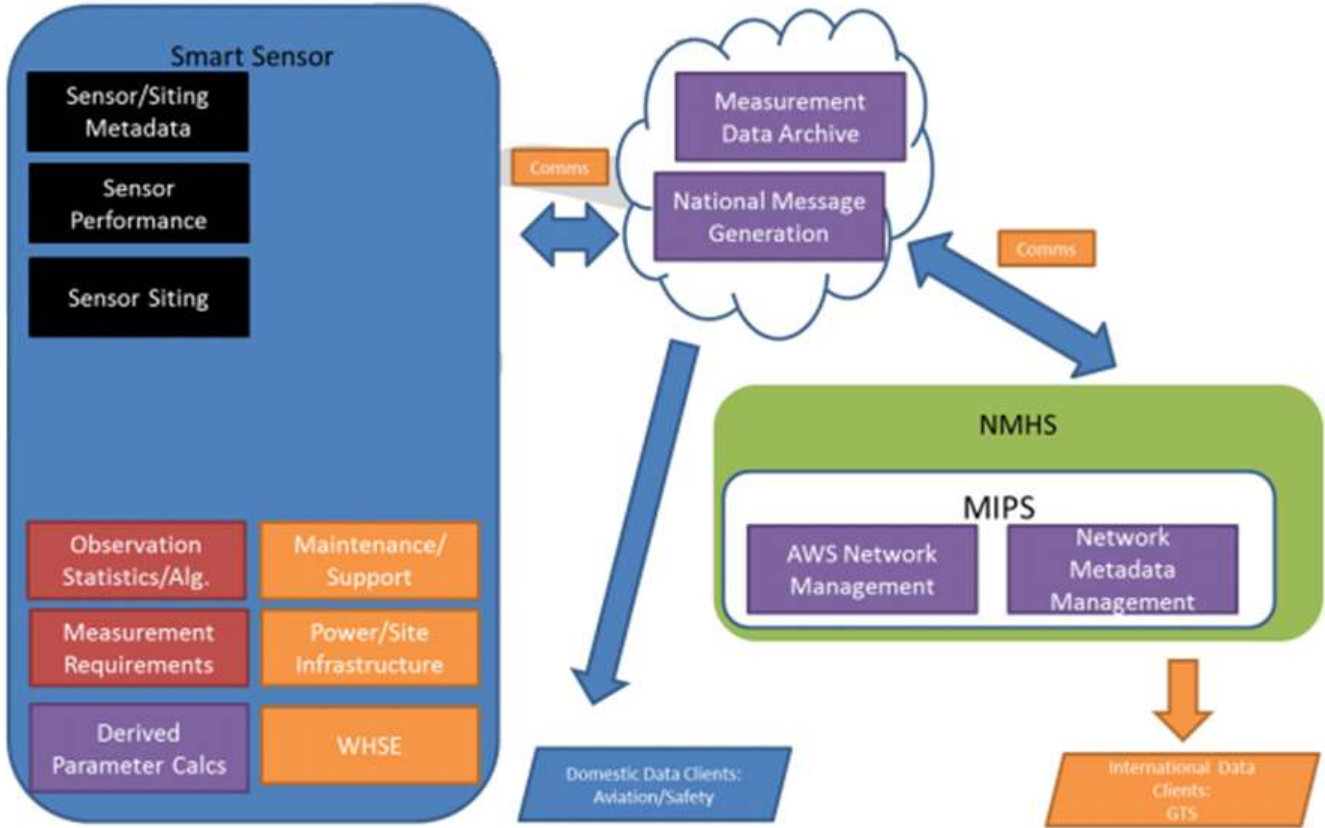 Smart Sensor
Sensor/Siting
Metadata
Sensor
Performance
Sensor Siting
Observation
Statistics/Alg.
Maintenance/
Support
Measurement
Requirements
Power/Site
Infrastructure
Derived
Parameter Calcs
WHSE
Comms
Measurement
Data Archive
National Message
Generation
Comms
NMHS
MIPS
AWS Network
Management
Network
Metadata
Management
Domestic Data Clients:
Aviation/Safety
International Data
Clients:
GTS